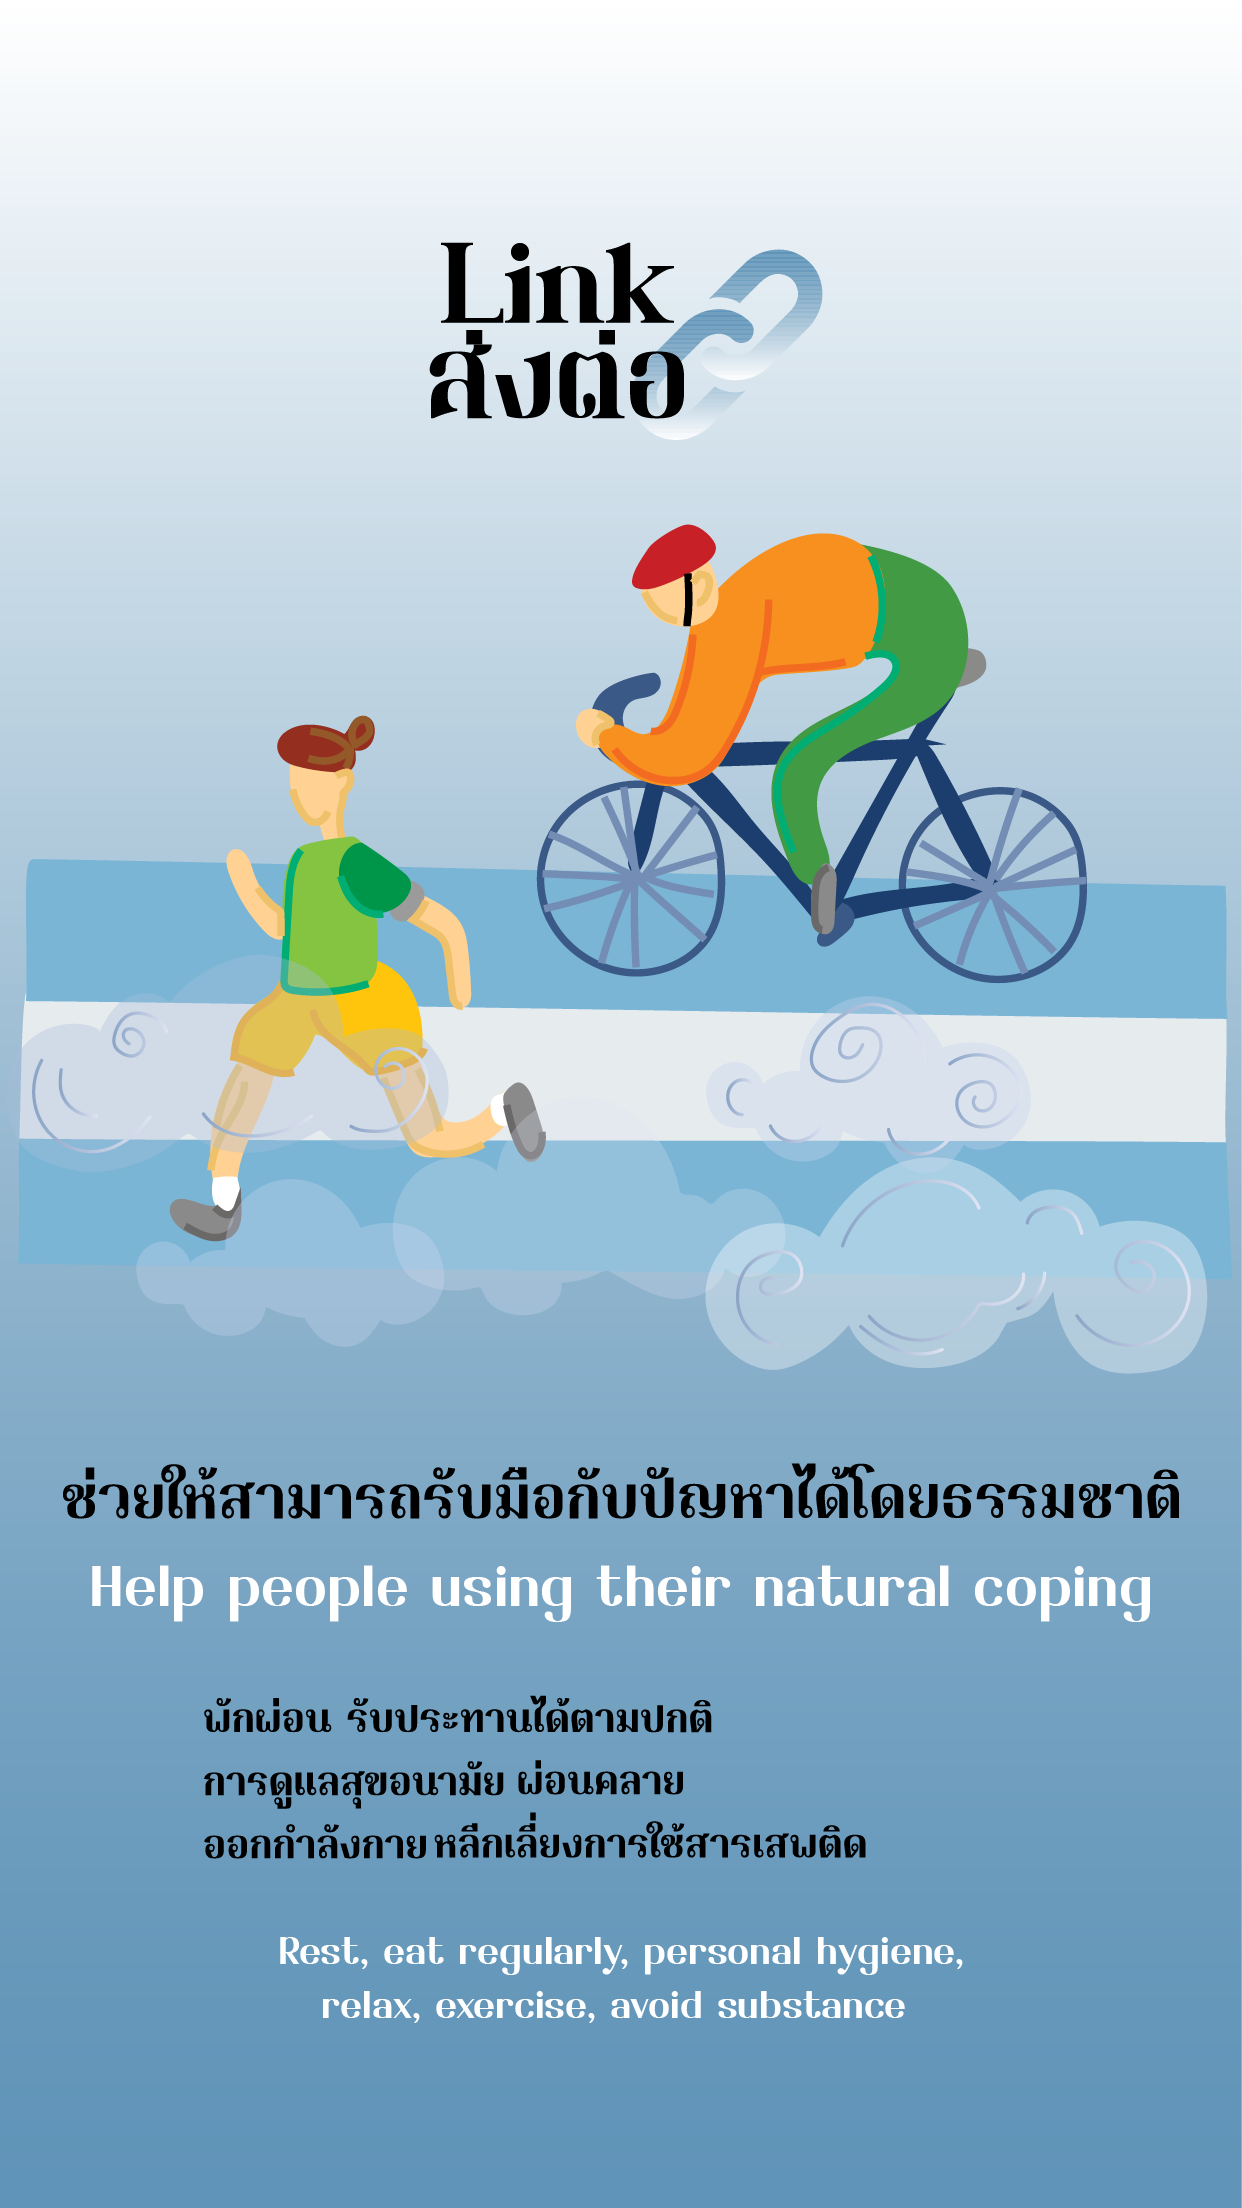 Link
ส่งต่อ
ช่วยให้สามารถรับมือกับปัญหาได้โดยธรรมชาติ
Help people using their natural coping
พักผ่อน รับประทานได้ตามปกติ
การดูแลสุขอนามัย ผ่อนคลาย
ออกกำลังกาย หลีกเลี่ยงการใช้สารเสพติด
Rest, eat regularly, personal hygiene,
relax, exercise, avoid substance